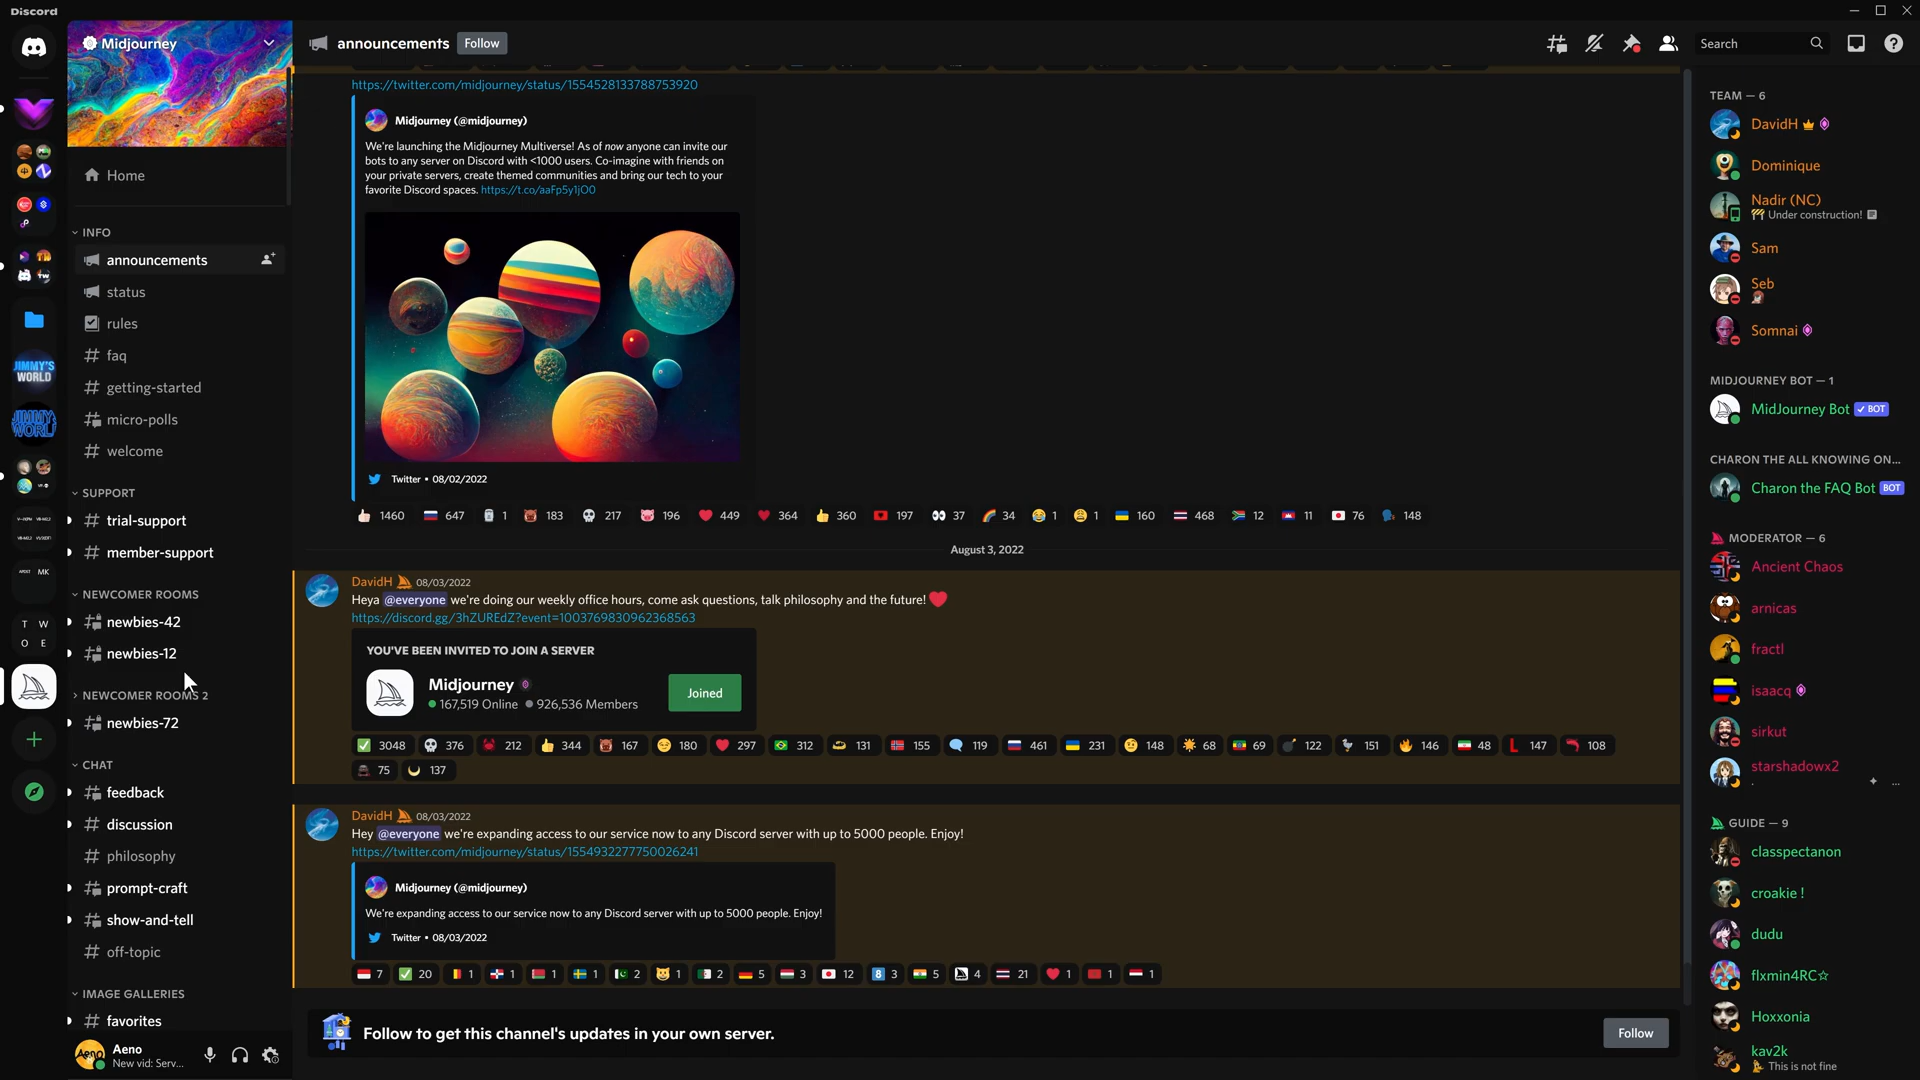 Discord
Midjourney
Home
INFO
announcements
status
rules
faq
getting-started
micro-polls
welcome
SUPPORT
trial-support
member-support
NEWCOMER ROOMS
newbies-42
newbies-12
NEWCOMER ROOMS 2
newbies-72
CHAT
feedback
discussion
philosophy
prompt-craft
show-and-tell
off-topic
IMAGE GALLERIES
favorites
Aeno
New vid: Serv...
JIMMY'S
WORLD
JIMMY'S
WORLD
T W
O E
announcements Follow
Search
https://twitter.com/midjourney/status/1554528133788753920
Midjourney (@midjourney)
We're launching the Midjourney Multiverse! As of now anyone can invite our
bots to any server on Discord with <1000 users. Co-imagine with friends on
your private servers, create themed communities and bring our tech to your
favorite Discord spaces. https://t.co/aaFp5y1jO0
Twitter • 08/02/2022
1460 647 1 183 217 196 449 364 360 197 37 34 1 1 160 468 12 11 76 148
August 3, 2022
DavidH 08/03/2022
Heya @everyone we're doing our weekly office hours, come ask questions, talk philosophy and the future!
https://discord.gg/3hZUREdZ?event=1003769830962368563
YOU'VE BEEN INVITED TO JOIN A SERVER
Midjourney
167,519 Online 926,536 Members
Joined
3048 376 212 344 167 180 297 312 131 155 119 461 231 148 68 69 122 151 146 48 147 108
75 137
DavidH 08/03/2022
Hey @everyone we're expanding access to our service now to any Discord server with up to 5000 people. Enjoy!
https://twitter.com/midjourney/status/1554932277750026241
Midjourney (@midjourney)
We're expanding access to our service now to any Discord server with up to 5000 people. Enjoy!
Twitter • 08/03/2022
7 20 1 1 1 1 2 1 2 5 3 12 3 5 4 21 1 1 1
Follow to get this channel's updates in your own server.
Follow
TEAM — 6
DavidH
Dominique
Nadir (NC)
Under construction!
Sam
Seb
Somnai
MIDJOURNEY BOT — 1
MidJourney Bot BOT
CHARON THE ALL KNOWING ON...
Charon the FAQ Bot BOT
MODERATOR — 6
Ancient Chaos
arnicas
fractl
isaacq
sirkut
starshadowx2
GUIDE — 9
classpectanon
croakie !
dudu
flxmin4RC☆
Hoxxonia
kav2k
This is not fine